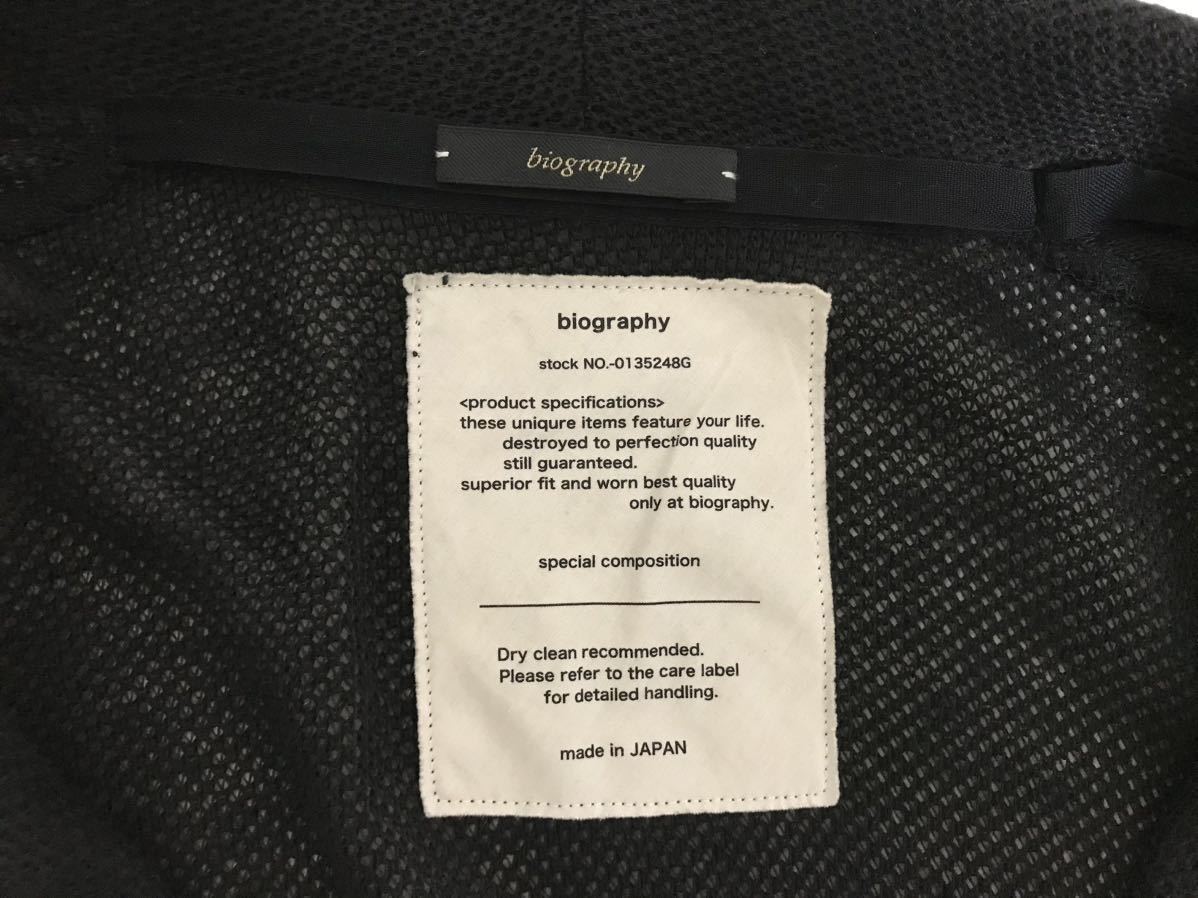 biography
biography
stock NO.-0135248G
<product specifications>
these uniqure items feature your life.
destroyed to perfection quality
still guaranteed.
superior fit and worn best quality
only at biography.
special composition
Dry clean recommended.
Please refer to the care label
for detailed handling.
made in JAPAN